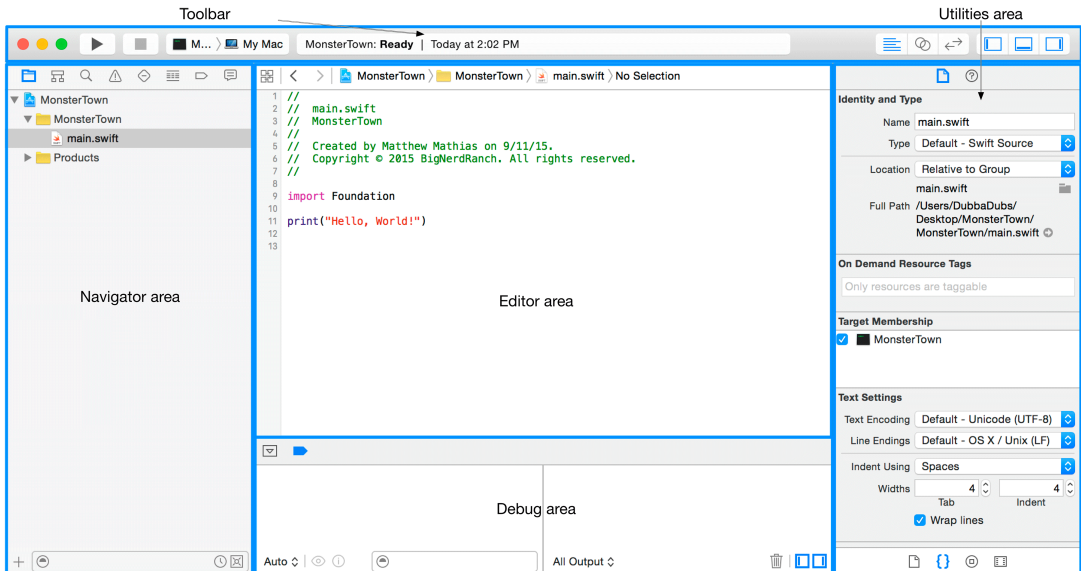 Toolbar
Utilities area
M... My Mac
MonsterTown: Ready | Today at 2:02 PM
MonsterTown
MonsterTown
main.swift
Products
Navigator area
MonsterTown MonsterTown main.swift No Selection
1 //
2 // main.swift
3 // MonsterTown
4 //
5 // Created by Matthew Mathias on 9/11/15.
6 // Copyright © 2015 BigNerdRanch. All rights reserved.
7 //
8
9 import Foundation
10
11 print("Hello, World!")
12
13
Editor area
Debug area
Auto
All Output
Identity and Type
Name main.swift
Type Default - Swift Source
Location Relative to Group
main.swift
Full Path /Users/DubbaDubs/
Desktop/MonsterTown/
MonsterTown/main.swift
On Demand Resource Tags
Only resources are taggable
Target Membership
MonsterTown
Text Settings
Text Encoding Default - Unicode (UTF-8)
Line Endings Default - OS X / Unix (LF)
Indent Using Spaces
Widths 4 4
Tab Indent
Wrap lines